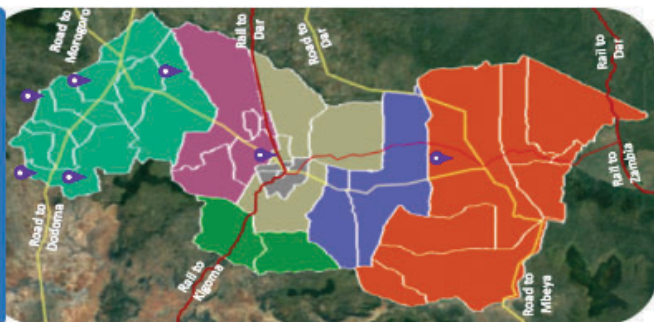 Road to
Morogoro
Rail to
Dar
Road to
Dar
Rail to
Dar
Road to
Dodoma
Rail to
Kigoma
Road to
Mbeya
Rail to
Zambia